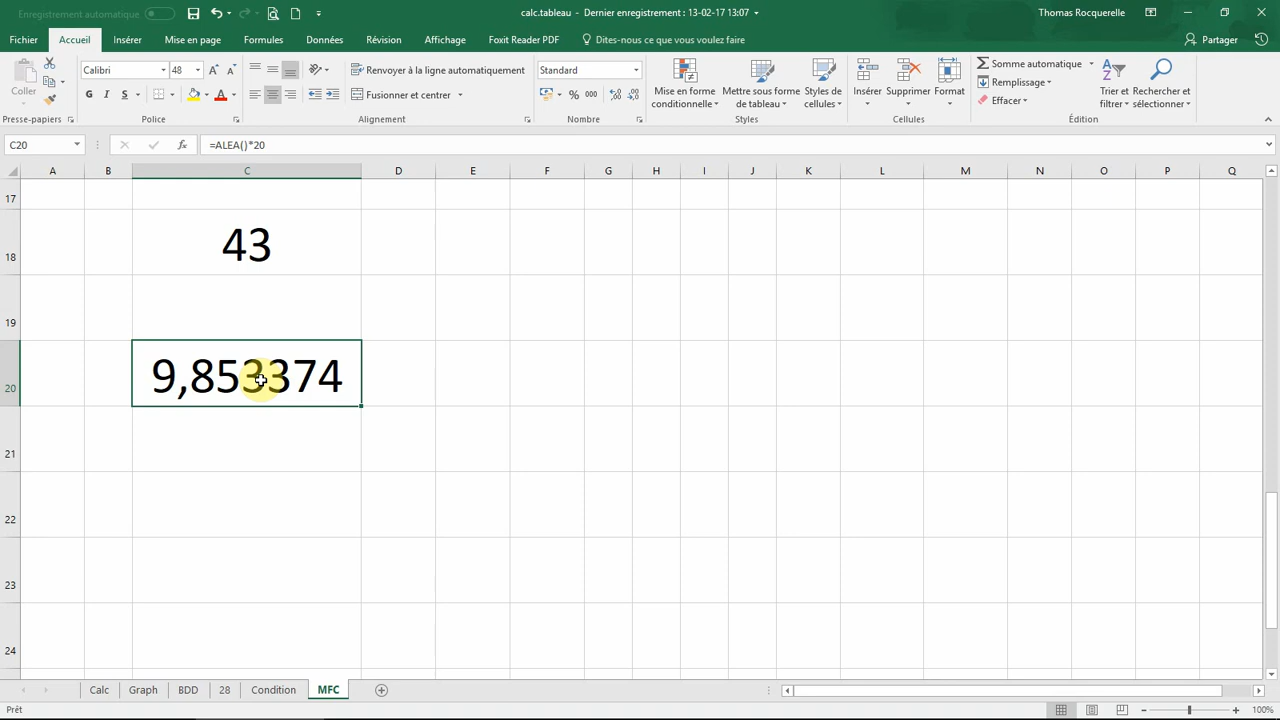 Enregistrement automatique
calc.tableau - Dernier enregistrement : 13-02-17 13:07
Thomas Rocquerelle
Fichier Accueil Insérer Mise en page Formules Données Révision Affichage Foxit Reader PDF Dites-nous ce que vous voulez faire Partager
Coller
Presse-papiers
Calibri 48
G I S
Police
Renvoyer à la ligne automatiquement
Fusionner et centrer
Alignement
Standard
% 000
Nombre
Mise en forme
conditionnelle
Mettre sous forme
de tableau
Styles de
cellules
Styles
Insérer Supprimer Format
Cellules
Somme automatique
Remplissage
Effacer
Trier et
filtrer
Rechercher et
sélectionner
Édition
C20 fx =ALEA()*20
A B C D E F G H I J K L M N O P Q
17
18 43
19
20 9,853374
21
22
23
24
Calc Graph BDD 28 Condition MFC
Prêt 100%